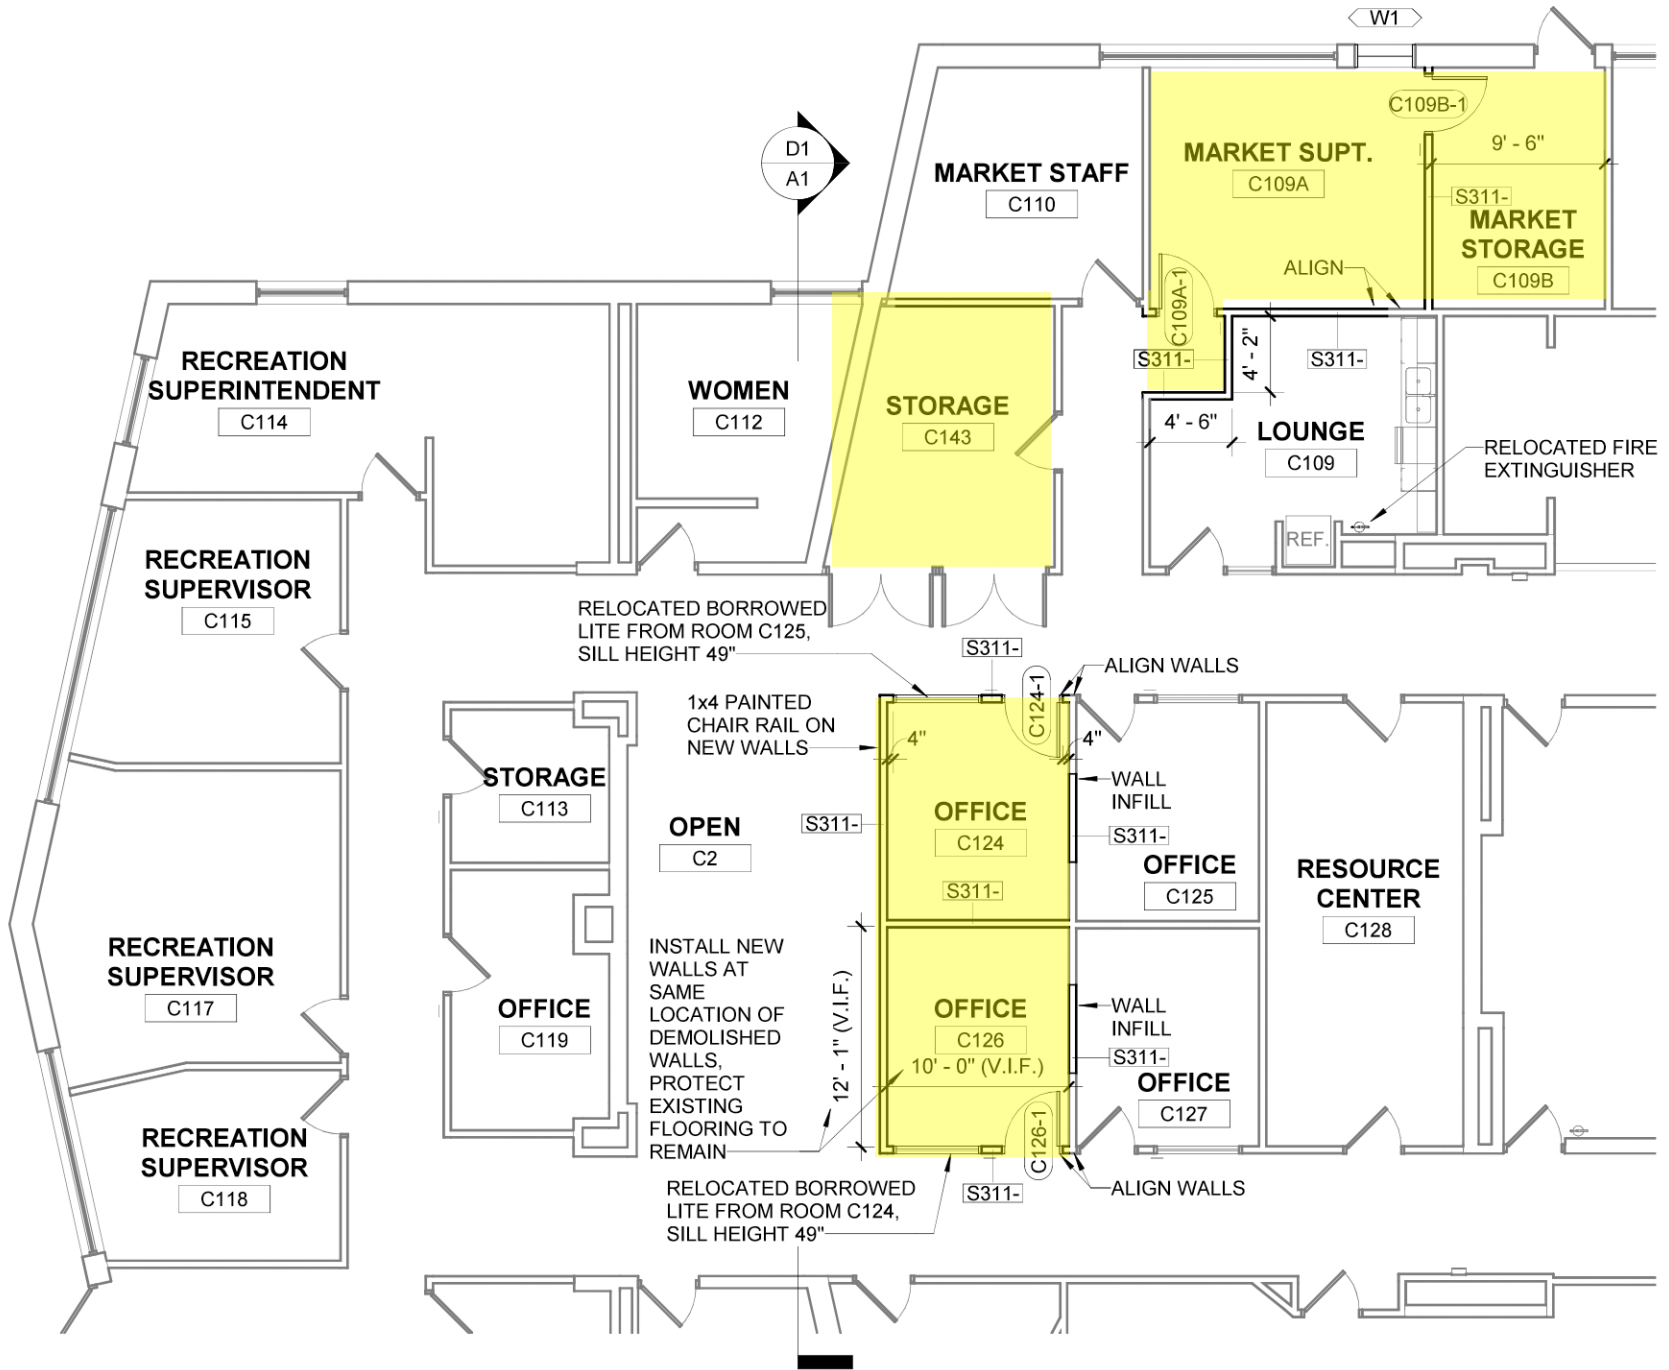 W1
D1
A1
MARKET STAFF
C110
MARKET SUPT.
C109A
C109B-1
9' - 6"
S311-
MARKET
STORAGE
C109B
ALIGN
C109A-1
S311-
4' - 2"
S311-
4' - 6"
LOUNGE
C109
REF.
RELOCATED FIRE
EXTINGUISHER
RECREATION
SUPERINTENDENT
C114
WOMEN
C112
STORAGE
C143
RECREATION
SUPERVISOR
C115
RELOCATED BORROWED
LITE FROM ROOM C125,
SILL HEIGHT 49"
S311-
C124-1
ALIGN WALLS
1x4 PAINTED
CHAIR RAIL ON
NEW WALLS
4"
4"
STORAGE
C113
OPEN
C2
S311-
OFFICE
C124
S311-
WALL
INFILL
S311-
OFFICE
C125
RESOURCE
CENTER
C128
RECREATION
SUPERVISOR
C117
OFFICE
C119
INSTALL NEW
WALLS AT
SAME
LOCATION OF
DEMOLISHED
WALLS,
PROTECT
EXISTING
FLOORING TO
REMAIN
12' - 1" (V.I.F.)
OFFICE
C126
10' - 0" (V.I.F.)
WALL
INFILL
S311-
OFFICE
C127
C126-1
RECREATION
SUPERVISOR
C118
RELOCATED BORROWED
LITE FROM ROOM C124,
SILL HEIGHT 49"
S311-
ALIGN WALLS